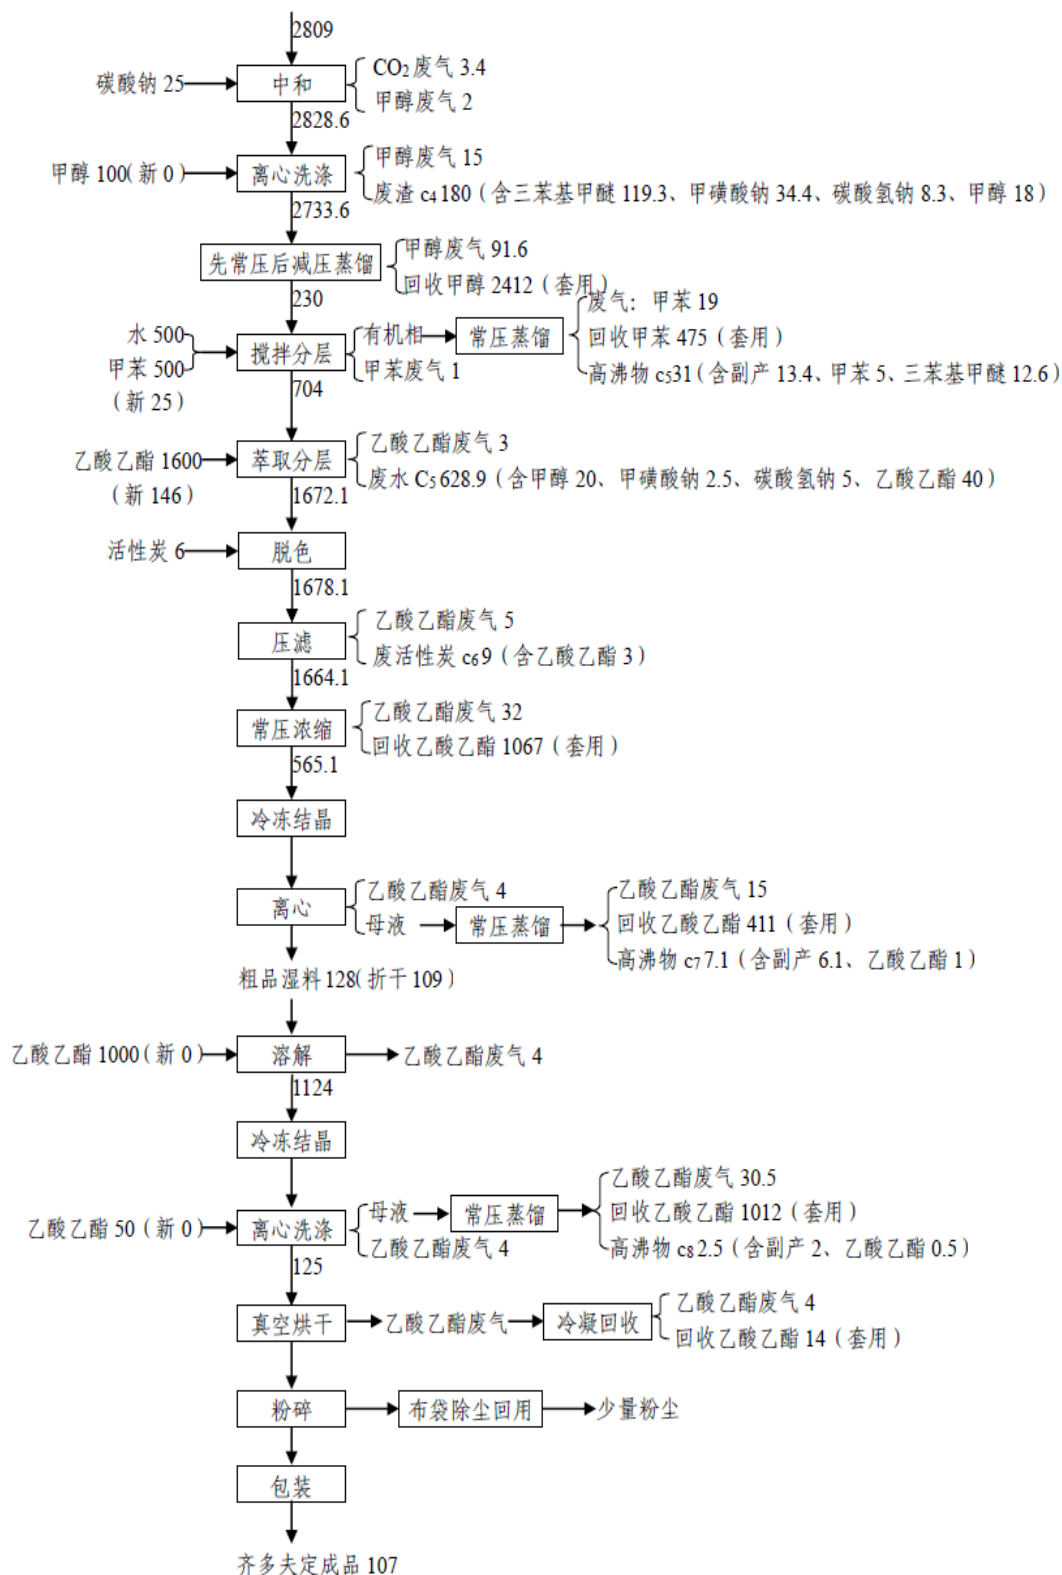 2809
碳酸钠 25
中和
CO₂ 废气 3.4
甲醇废气 2
2828.6
甲醇 100（新 0）
离心洗涤
甲醇废气 15
废渣 c₄ 180（含三苯基甲醚 119.3、甲磺酸钠 34.4、碳酸氢钠 8.3、甲醇 18）
2733.6
先常压后减压蒸馏
甲醇废气 91.6
回收甲醇 2412（套用）
230
水 500
甲苯 500
（新 25）
搅拌分层
有机相
甲苯废气 1
常压蒸馏
废气：甲苯 19
回收甲苯 475（套用）
高沸物 c₅31（含副产 13.4、甲苯 5、三苯基甲醚 12.6）
704
乙酸乙酯 1600
（新 146）
萃取分层
乙酸乙酯废气 3
废水 C₅ 628.9（含甲醇 20、甲磺酸钠 2.5、碳酸氢钠 5、乙酸乙酯 40）
1672.1
活性炭 6
脱色
1678.1
压滤
乙酸乙酯废气 5
废活性炭 c₆ 9（含乙酸乙酯 3）
1664.1
常压浓缩
乙酸乙酯废气 32
回收乙酸乙酯 1067（套用）
565.1
冷冻结晶
离心
乙酸乙酯废气 4
母液
常压蒸馏
乙酸乙酯废气 15
回收乙酸乙酯 411（套用）
高沸物 c₇ 7.1（含副产 6.1、乙酸乙酯 1）
粗品湿料 128（折干 109）
乙酸乙酯 1000（新 0）
溶解
乙酸乙酯废气 4
1124
冷冻结晶
乙酸乙酯 50（新 0）
离心洗涤
母液
乙酸乙酯废气 4
常压蒸馏
乙酸乙酯废气 30.5
回收乙酸乙酯 1012（套用）
高沸物 c₈ 2.5（含副产 2、乙酸乙酯 0.5）
125
真空烘干
乙酸乙酯废气
冷凝回收
乙酸乙酯废气 4
回收乙酸乙酯 14（套用）
粉碎
布袋除尘回用
少量粉尘
包装
齐多夫定成品 107